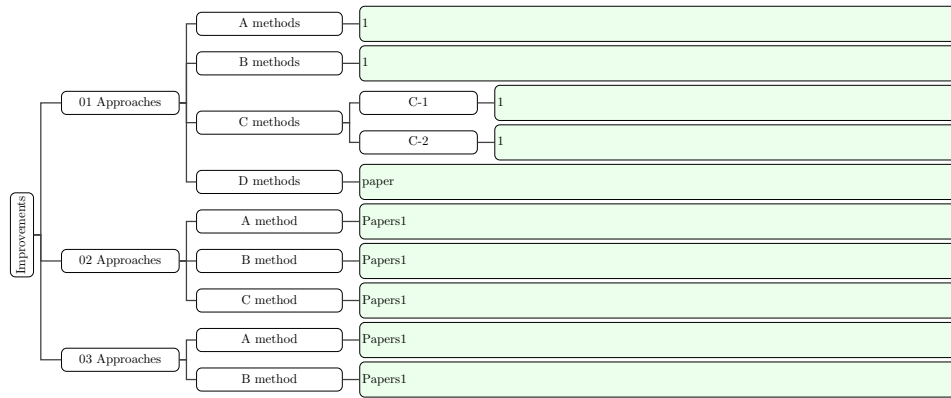 Improvements
01 Approaches
A methods
1
B methods
1
C methods
C-1
1
C-2
1
D methods
paper
02 Approaches
A method
Papers1
B method
Papers1
C method
Papers1
03 Approaches
A method
Papers1
B method
Papers1